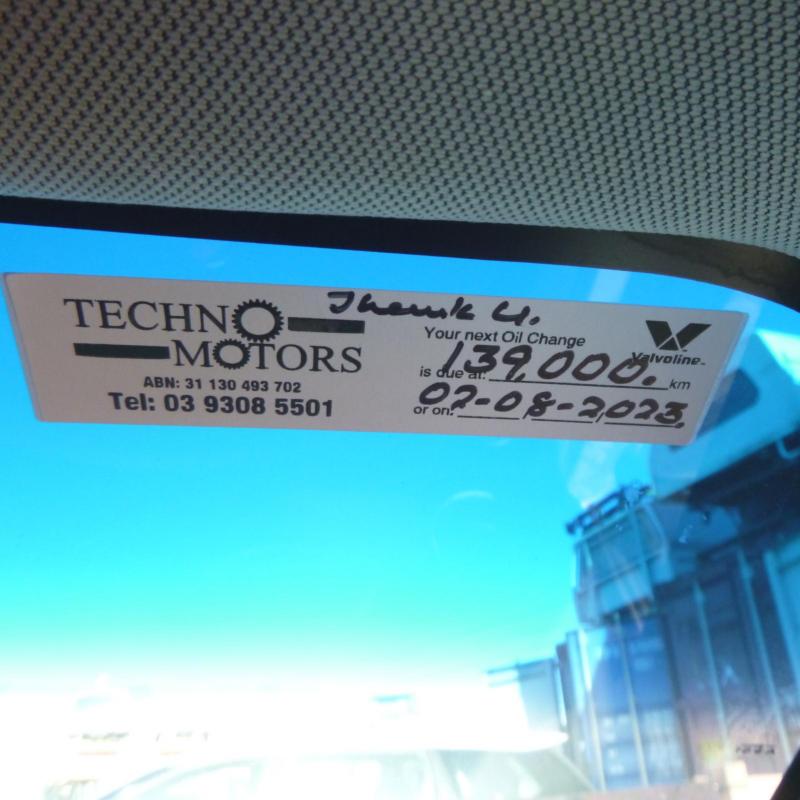 TECHNO
MOTORS
ABN: 31 130 493 702
Tel: 03 9308 5501
Thank U.
Your next Oil Change
is due at: 139,000. km
or on: 02-08-2023.
Valvoline